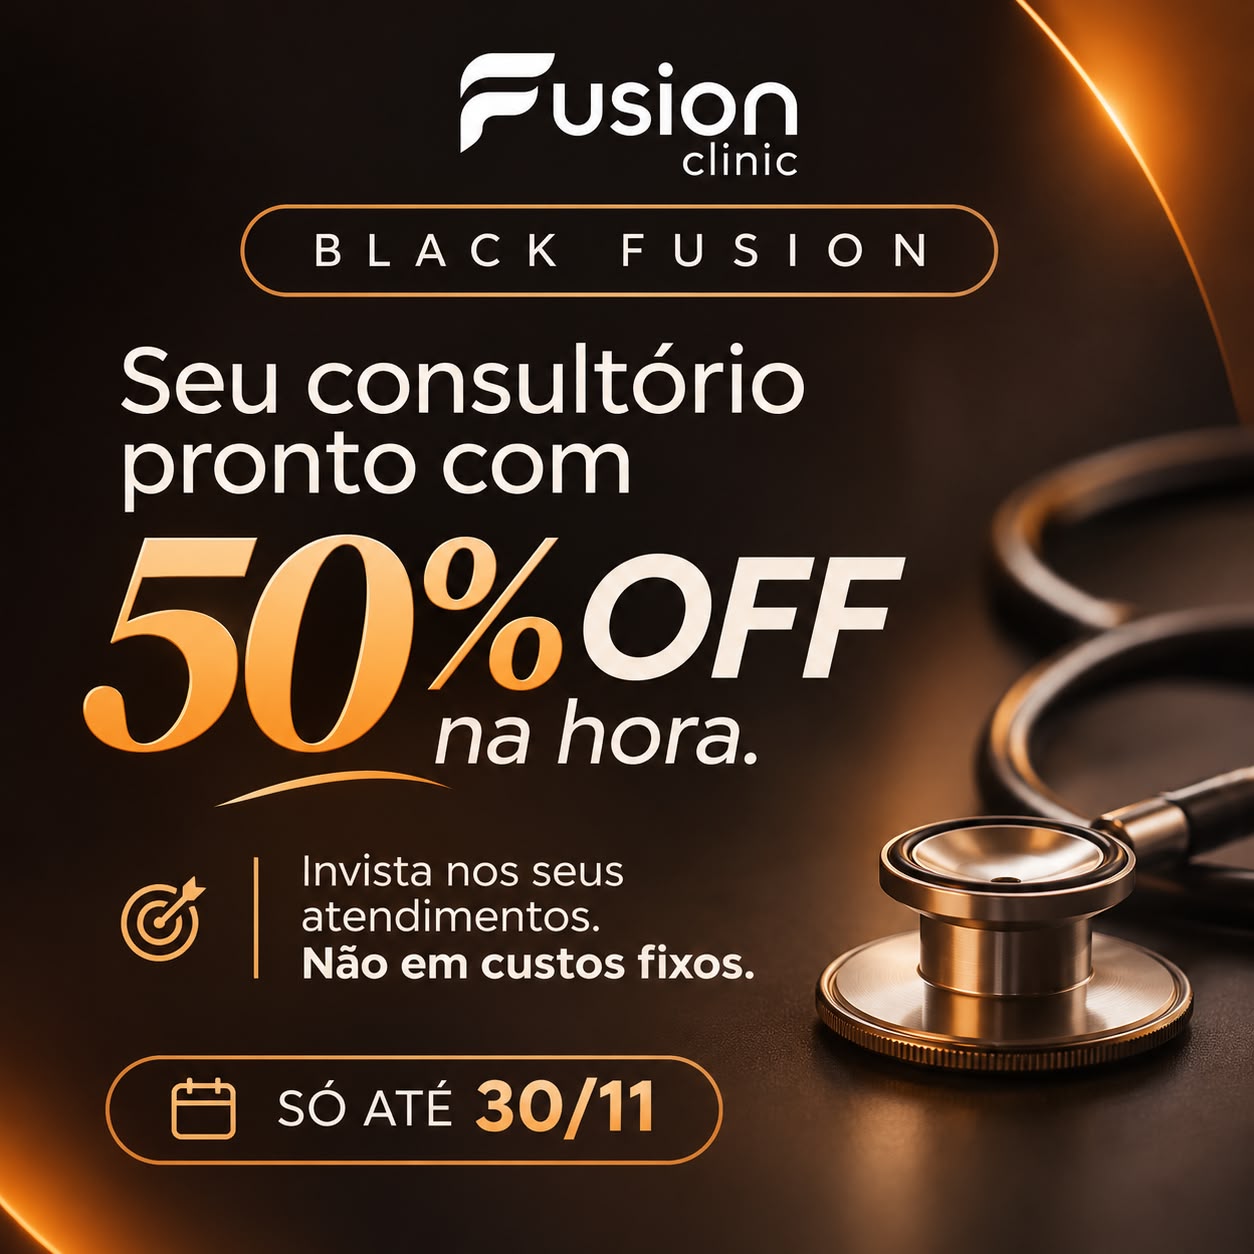 Fusion
clinic
BLACK FUSION
Seu consultório
pronto com
50% OFF
na hora.
Invista nos seus
atendimentos.
Não em custos fixos.
SÓ ATÉ 30/11